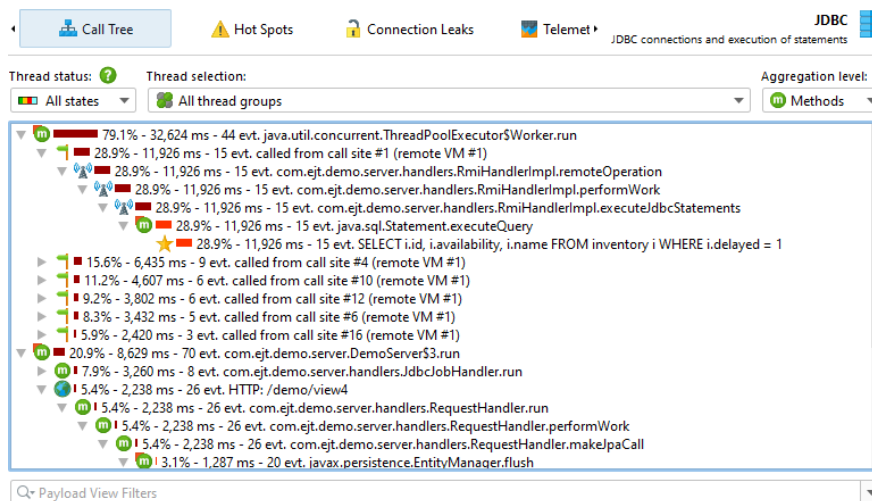 Call Tree
Hot Spots
Connection Leaks
Telemet
JDBC
JDBC connections and execution of statements
Thread status:
Thread selection:
Aggregation level:
All states
All thread groups
Methods
79.1% - 32,624 ms - 44 evt. java.util.concurrent.ThreadPoolExecutor$Worker.run
28.9% - 11,926 ms - 15 evt. called from call site #1 (remote VM #1)
28.9% - 11,926 ms - 15 evt. com.ejt.demo.server.handlers.RmiHandlerImpl.remoteOperation
28.9% - 11,926 ms - 15 evt. com.ejt.demo.server.handlers.RmiHandlerImpl.performWork
28.9% - 11,926 ms - 15 evt. com.ejt.demo.server.handlers.RmiHandlerImpl.executeJdbcStatements
28.9% - 11,926 ms - 15 evt. java.sql.Statement.executeQuery
28.9% - 11,926 ms - 15 evt. SELECT i.id, i.availability, i.name FROM inventory i WHERE i.delayed = 1
15.6% - 6,435 ms - 9 evt. called from call site #4 (remote VM #1)
11.2% - 4,607 ms - 6 evt. called from call site #10 (remote VM #1)
9.2% - 3,802 ms - 6 evt. called from call site #12 (remote VM #1)
8.3% - 3,432 ms - 5 evt. called from call site #6 (remote VM #1)
5.9% - 2,420 ms - 3 evt. called from call site #16 (remote VM #1)
20.9% - 8,629 ms - 70 evt. com.ejt.demo.server.DemoServer$3.run
7.9% - 3,260 ms - 8 evt. com.ejt.demo.server.handlers.JdbcJobHandler.run
5.4% - 2,238 ms - 26 evt. HTTP: /demo/view4
5.4% - 2,238 ms - 26 evt. com.ejt.demo.server.handlers.RequestHandler.run
5.4% - 2,238 ms - 26 evt. com.ejt.demo.server.handlers.RequestHandler.performWork
5.4% - 2,238 ms - 26 evt. com.ejt.demo.server.handlers.RequestHandler.makeJpaCall
3.1% - 1,287 ms - 20 evt. javax.persistence.EntityManager.flush
Payload View Filters